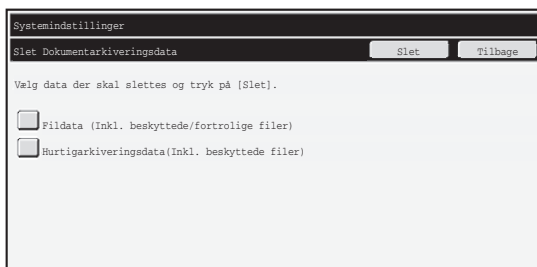 Systemindstillinger
Slet Dokumentarkiveringsdata Slet Tilbage
Vælg data der skal slettes og tryk på [Slet].
Fildata (Inkl. beskyttede/fortrolige filer)
Hurtigarkiveringsdata(Inkl. beskyttede filer)